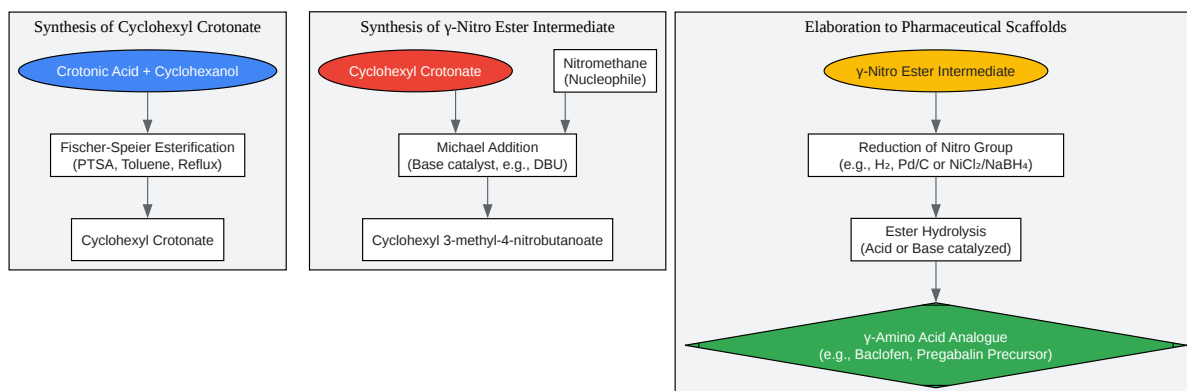 Synthesis of Cyclohexyl Crotonate
Crotonic Acid + Cyclohexanol
Fischer-Speier Esterification
(PTSA, Toluene, Reflux)
Cyclohexyl Crotonate
Synthesis of γ-Nitro Ester Intermediate
Cyclohexyl Crotonate
Nitromethane
(Nucleophile)
Michael Addition
(Base catalyst, e.g., DBU)
Cyclohexyl 3-methyl-4-nitrobutanoate
Elaboration to Pharmaceutical Scaffolds
γ-Nitro Ester Intermediate
Reduction of Nitro Group
(e.g., H₂, Pd/C or NiCl₂/NaBH₄)
Ester Hydrolysis
(Acid or Base catalyzed)
γ-Amino Acid Analogue
(e.g., Baclofen, Pregabalin Precursor)